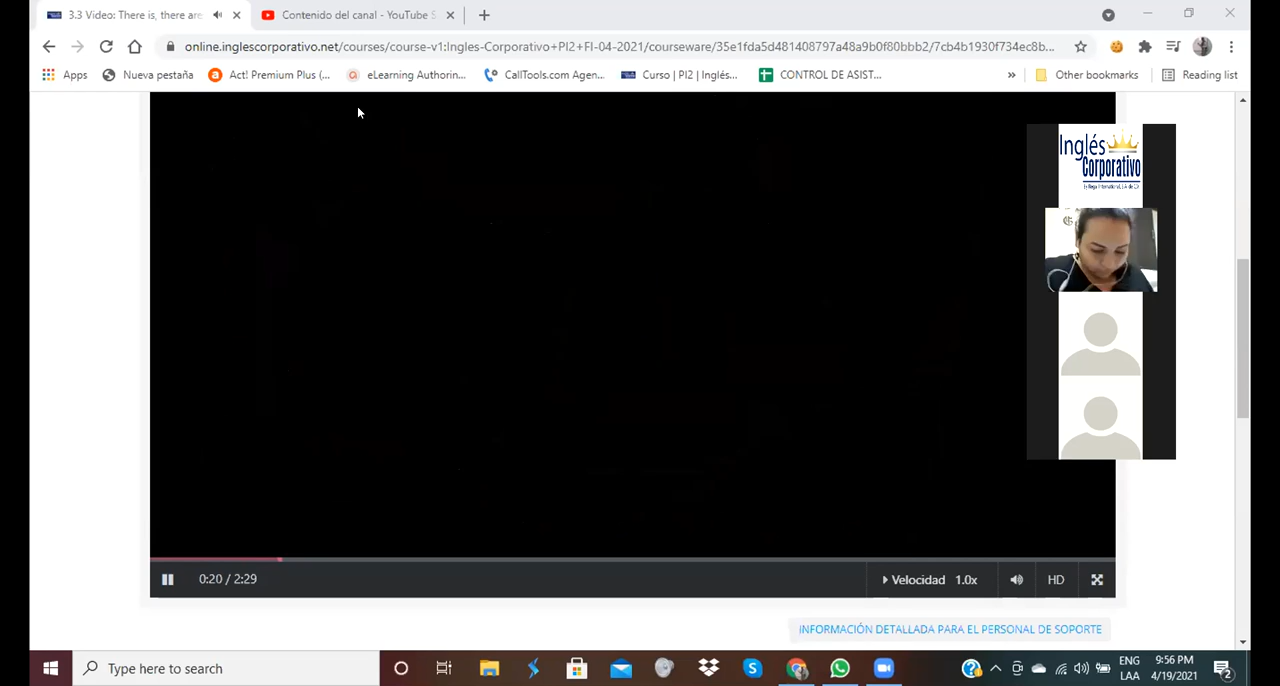 3.3 Video: There is, there are
Contenido del canal - YouTube S
online.inglescorporativo.net/courses/course-v1:Ingles-Corporativo+PI2+FI-04-2021/courseware/35e1fda5d481408797a48a9b0f80bbb2/7cb4b1930f734ec8b...
Apps
Nueva pestaña
Act! Premium Plus (...
eLearning Authorin...
CallTools.com Agen...
Curso | PI2 | Inglés...
CONTROL DE ASIST...
»
Other bookmarks
Reading list
Inglés
Corporativo
0:20 / 2:29
Velocidad 1.0x
HD
INFORMACIÓN DETALLADA PARA EL PERSONAL DE SOPORTE
Type here to search
ENG
LAA
9:56 PM
4/19/2021
2